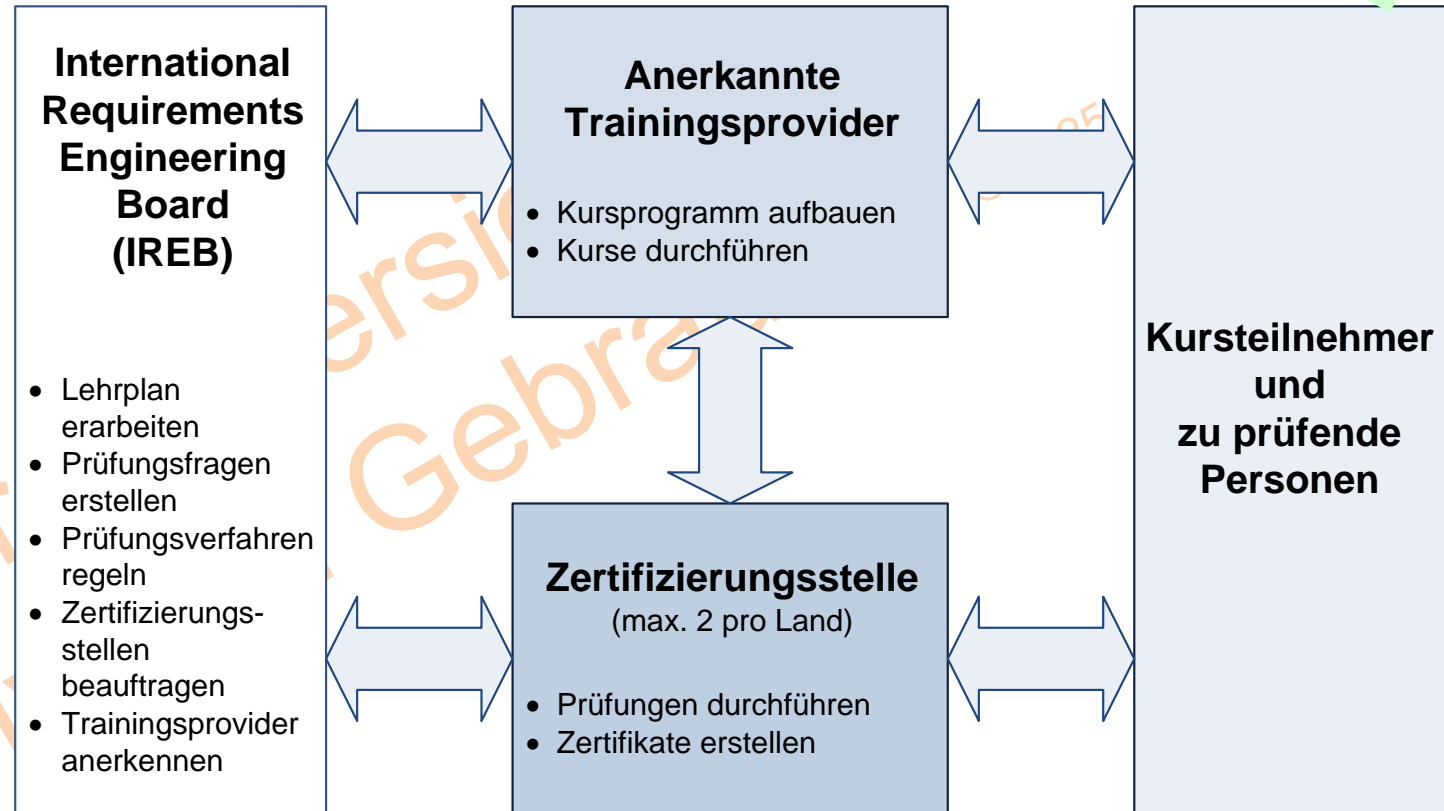 International
Requirements
Engineering
Board
(IREB)
• Lehrplan
erarbeiten
• Prüfungsfragen
erstellen
• Prüfungsverfahren
regeln
• Zertifizierungs-
stellen
beauftragen
• Trainingsprovider
anerkennen
Anerkannte
Trainingsprovider
• Kursprogramm aufbauen
• Kurse durchführen
Zertifizierungsstelle
(max. 2 pro Land)
• Prüfungen durchführen
• Zertifikate erstellen
Kursteilnehmer
und
zu prüfende
Personen